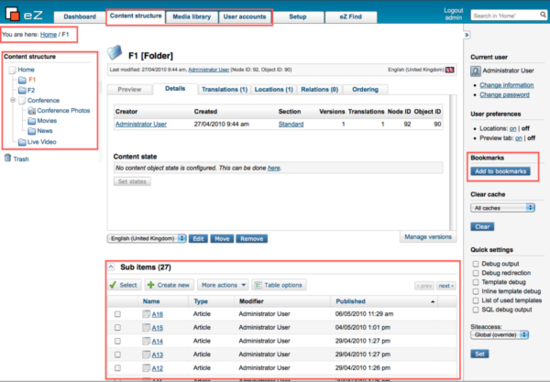 eZ
Dashboard
Content structure
Media library
User accounts
Setup
eZ Find
Logout
admin
Search in 'Home'
You are here: Home / F1
Content structure
Home
F1
F2
Conference
Conference Photos
Movies
News
Live Video
Trash
F1 [Folder]
Last modified: 27/04/2010 9:44 am, Administrator User (Node ID: 92, Object ID: 90)
English (United Kingdom)
Preview Details Translations (1) Locations (1) Relations (0) Ordering
Creator Created Section Versions Translations Node ID Object ID
Administrator User 27/04/2010 9:44 am Standard 1 1 92 90
Content state
No content object state is configured. This can be done here.
Set states
English (United Kingdom) Edit Move Remove
Manage versions
Sub items (27)
Select Create new More actions Table options ‹ prev next ›
Name Type Modifier Published
A16 Article Administrator User 06/05/2010 11:29 am
A15 Article Administrator User 04/05/2010 1:01 pm
A14 Article Administrator User 29/04/2010 1:27 pm
A13 Article Administrator User 29/04/2010 1:27 pm
A12 Article Administrator User 29/04/2010 1:26 pm
Current user
Administrator User
Change information
Change password
User preferences
Locations: on | off
Preview tab: on | off
Bookmarks
Add to bookmarks
Clear cache
All caches
Clear
Quick settings
Debug output
Debug redirection
Template debug
Inline template debug
List of used templates
SQL debug output
Siteaccess:
Global (override)
Set